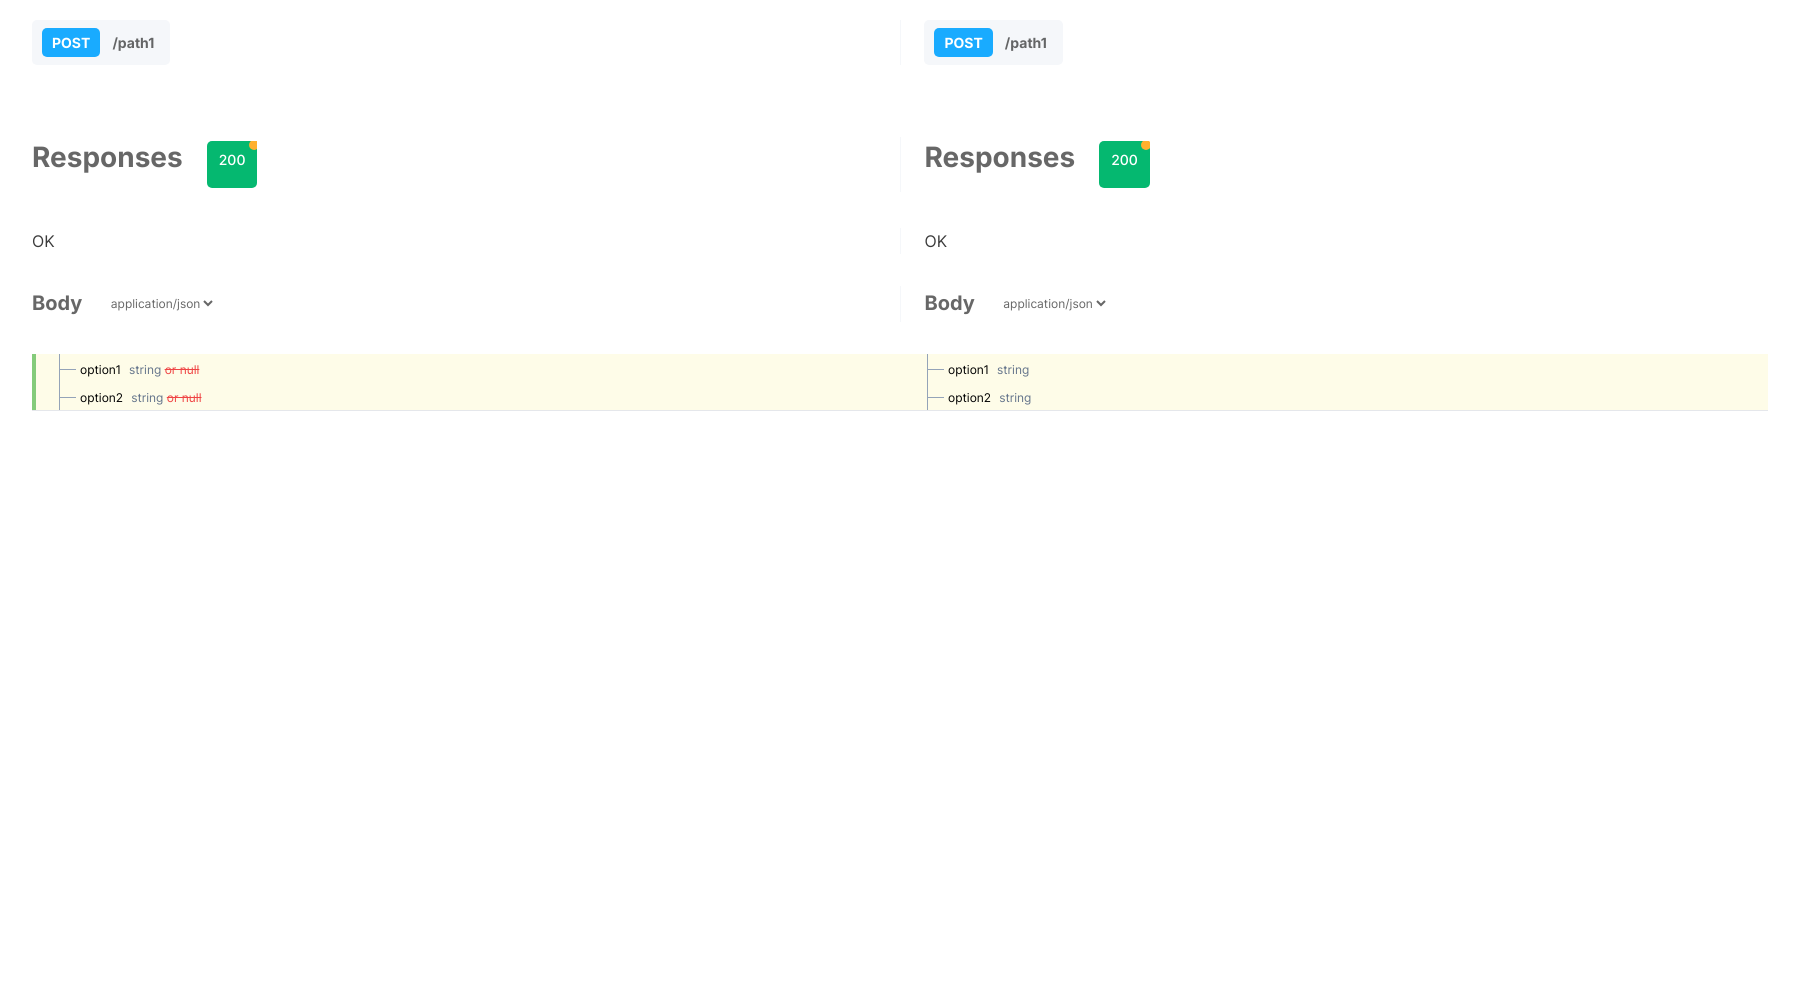 POST /path1
POST /path1
Responses 200
Responses 200
OK
OK
Body application/json
Body application/json
option1 string or null
option1 string
option2 string or null
option2 string